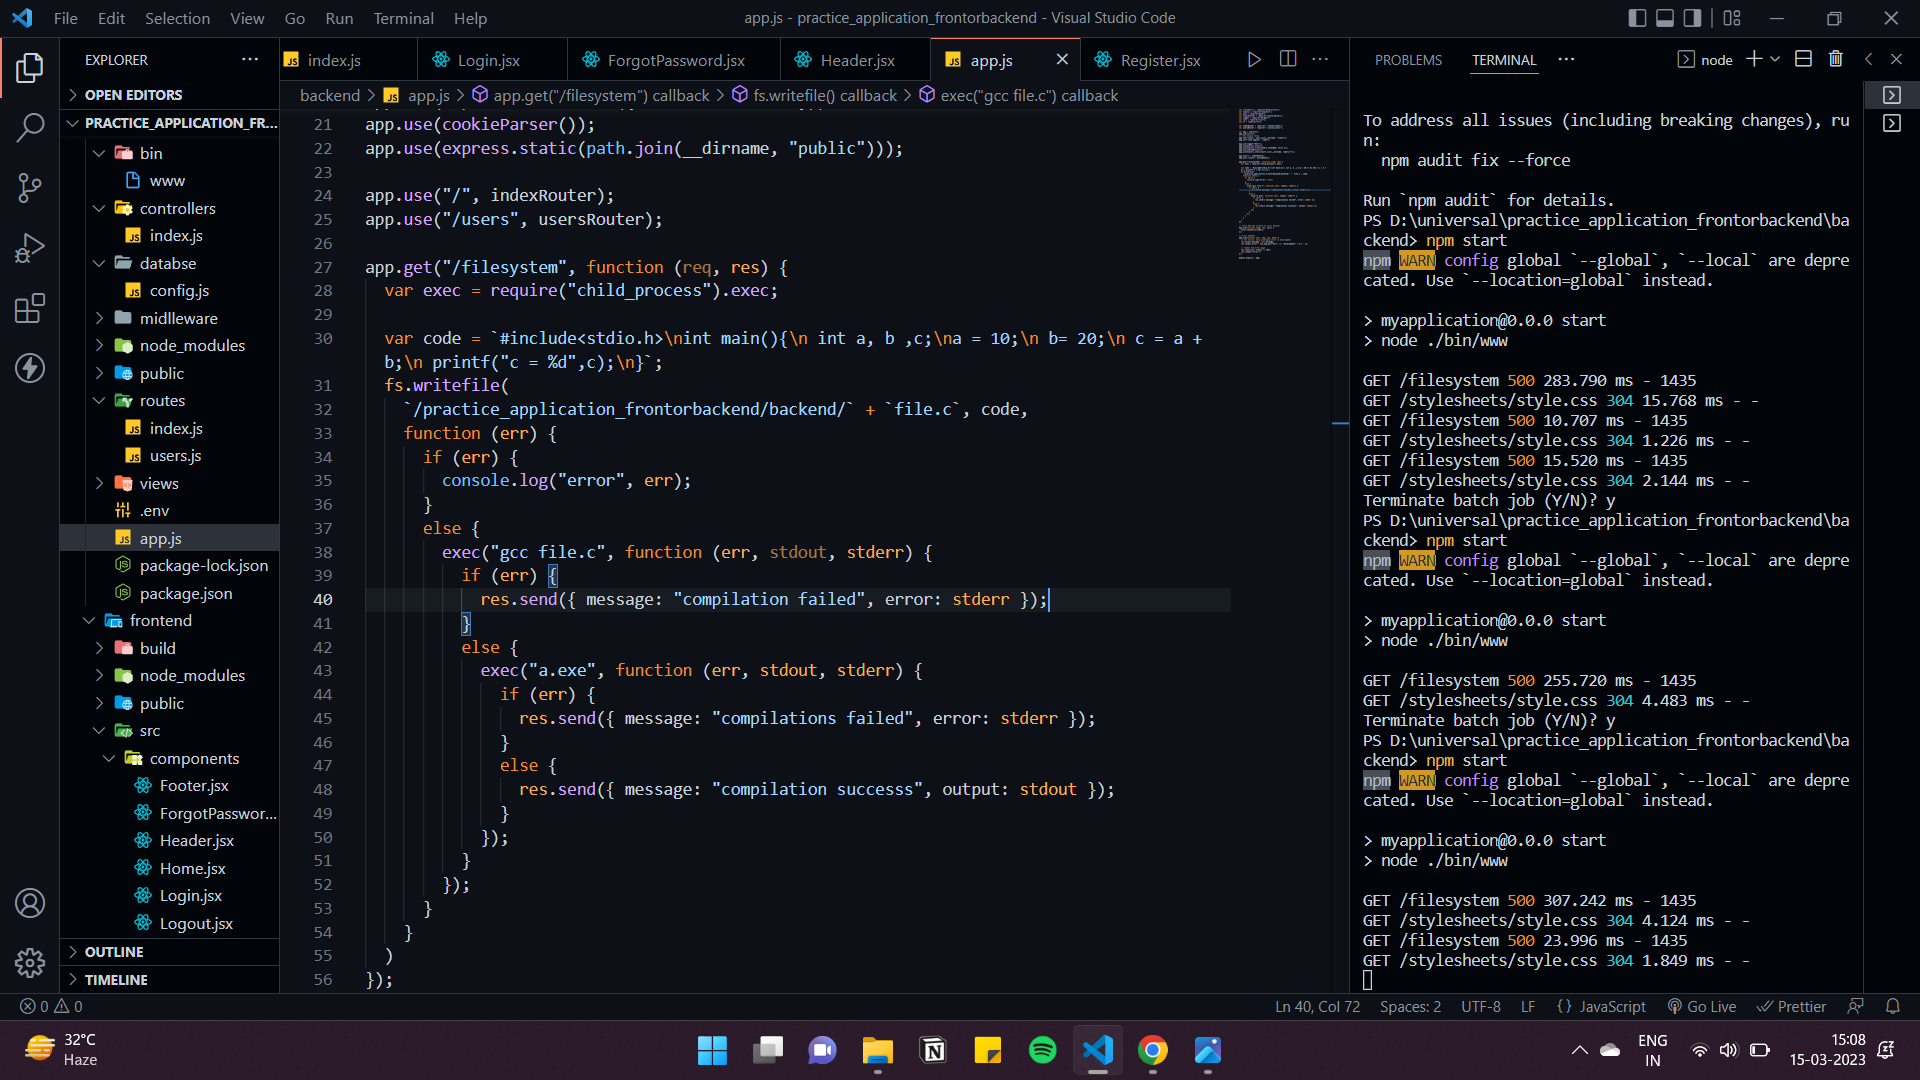 File Edit Selection View Go Run Terminal Help
app.js - practice_application_frontorbackend - Visual Studio Code
EXPLORER
OPEN EDITORS
PRACTICE_APPLICATION_FR...
bin
www
controllers
index.js
databse
config.js
midlleware
node_modules
public
routes
index.js
users.js
views
.env
app.js
package-lock.json
package.json
frontend
build
node_modules
public
src
components
Footer.jsx
ForgotPasswor...
Header.jsx
Home.jsx
Login.jsx
Logout.jsx
OUTLINE
TIMELINE
index.js Login.jsx ForgotPassword.jsx Header.jsx app.js Register.jsx
backend > app.js > app.get("/filesystem") callback > fs.writefile() callback > exec("gcc file.c") callback
21 app.use(cookieParser());
22 app.use(express.static(path.join(__dirname, "public")));
23
24 app.use("/", indexRouter);
25 app.use("/users", usersRouter);
26
27 app.get("/filesystem", function (req, res) {
28 var exec = require("child_process").exec;
29
30 var code = `#include<stdio.h>\nint main(){\n int a, b ,c;\na = 10;\n b= 20;\n c = a +
b;\n printf("c = %d",c);\n}`;
31 fs.writefile(
32 `/practice_application_frontorbackend/backend/` + `file.c`, code,
33 function (err) {
34 if (err) {
35 console.log("error", err);
36 }
37 else {
38 exec("gcc file.c", function (err, stdout, stderr) {
39 if (err) {
40 res.send({ message: "compilation failed", error: stderr });
41 }
42 else {
43 exec("a.exe", function (err, stdout, stderr) {
44 if (err) {
45 res.send({ message: "compilations failed", error: stderr });
46 }
47 else {
48 res.send({ message: "compilation successs", output: stdout });
49 }
50 });
51 }
52 });
53 }
54 }
55 )
56 });
PROBLEMS TERMINAL node
To address all issues (including breaking changes), ru
n:
npm audit fix --force
Run `npm audit` for details.
PS D:\universal\practice_application_frontorbackend\ba
ckend> npm start
npm WARN config global `--global`, `--local` are depre
cated. Use `--location=global` instead.
> myapplication@0.0.0 start
> node ./bin/www
GET /filesystem 500 283.790 ms - 1435
GET /stylesheets/style.css 304 15.768 ms - -
GET /filesystem 500 10.707 ms - 1435
GET /stylesheets/style.css 304 1.226 ms - -
GET /filesystem 500 15.520 ms - 1435
GET /stylesheets/style.css 304 2.144 ms - -
Terminate batch job (Y/N)? y
PS D:\universal\practice_application_frontorbackend\ba
ckend> npm start
npm WARN config global `--global`, `--local` are depre
cated. Use `--location=global` instead.
> myapplication@0.0.0 start
> node ./bin/www
GET /filesystem 500 255.720 ms - 1435
GET /stylesheets/style.css 304 4.483 ms - -
Terminate batch job (Y/N)? y
PS D:\universal\practice_application_frontorbackend\ba
ckend> npm start
npm WARN config global `--global`, `--local` are depre
cated. Use `--location=global` instead.
> myapplication@0.0.0 start
> node ./bin/www
GET /filesystem 500 307.242 ms - 1435
GET /stylesheets/style.css 304 4.124 ms - -
GET /filesystem 500 23.996 ms - 1435
GET /stylesheets/style.css 304 1.849 ms - -
0 0 Ln 40, Col 72 Spaces: 2 UTF-8 LF {} JavaScript Go Live Prettier
32°C
Haze
ENG
IN
15:08
15-03-2023